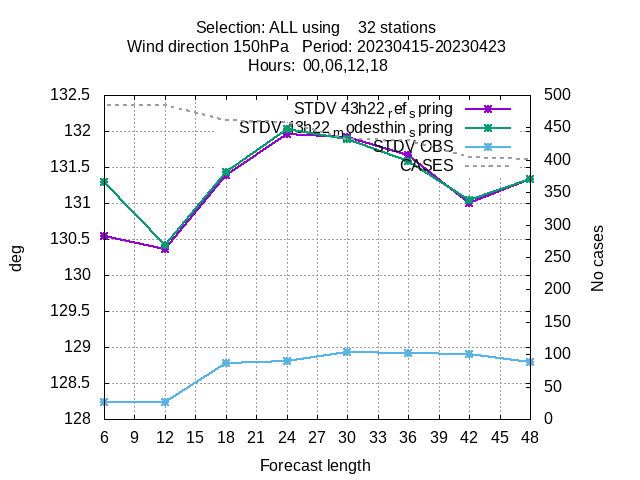 Selection: ALL using    32 stations
Wind direction 150hPa   Period: 20230415-20230423
Hours:  00,06,12,18
132.5
132
131.5
131
130.5
130
129.5
129
128.5
128
500
450
400
350
300
250
200
150
100
50
0
STDV 43h22_ref_spring
STDV 43h22_modesthin_spring
STDV OBS
CASES
deg
No cases
6 9 12 15 18 21 24 27 30 33 36 39 42 45 48
Forecast length